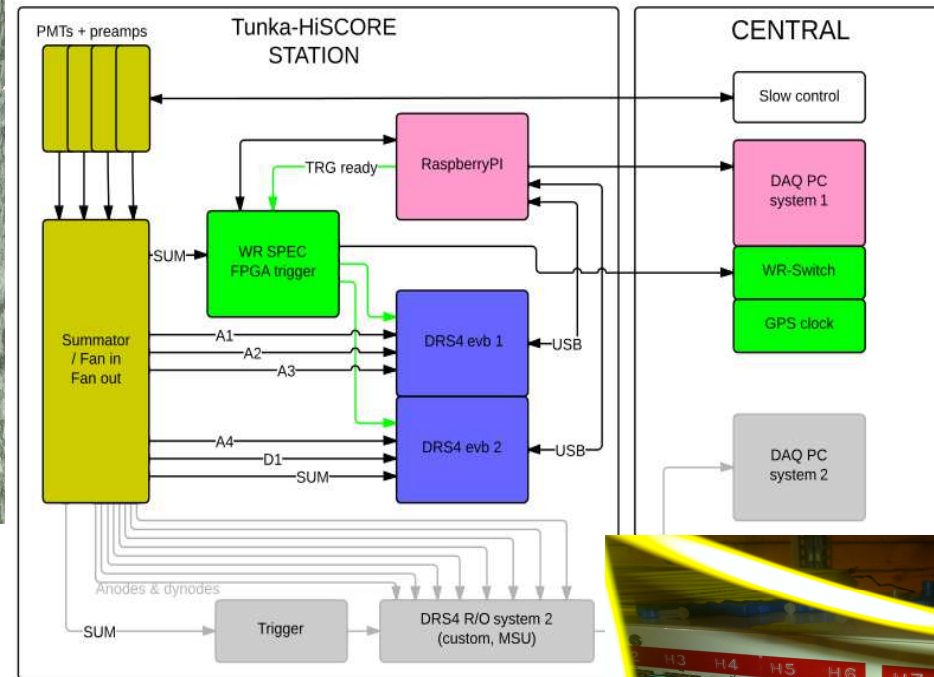 PMTs + preamps
Tunka-HiSCORE
STATION
CENTRAL
Slow control
RaspberryPI
TRG ready
DAQ PC
system 1
WR SPEC
FPGA trigger
SUM
WR-Switch
GPS clock
Summator
/ Fan in
Fan out
A1
A2
A3
DRS4 evb 1
USB
A4
D1
SUM
DRS4 evb 2
USB
DAQ PC
system 2
Anodes & dynodes
SUM
Trigger
DRS4 R/O system 2
(custom, MSU)
H3 H4 H5 H6